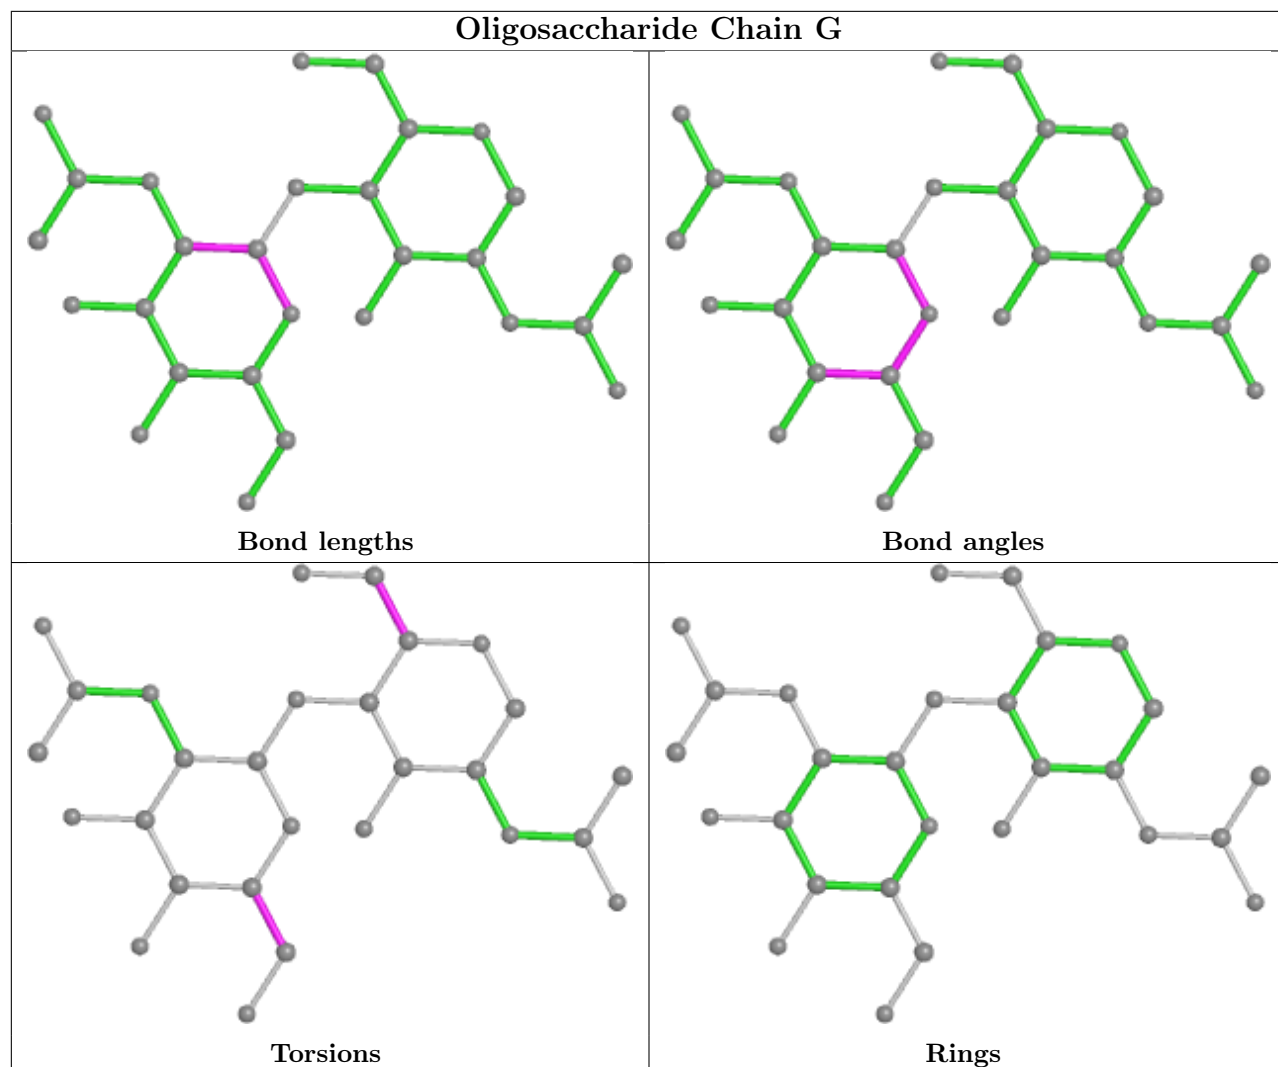 Oligosaccharide Chain G
Bond lengths
Bond angles
Torsions
Rings